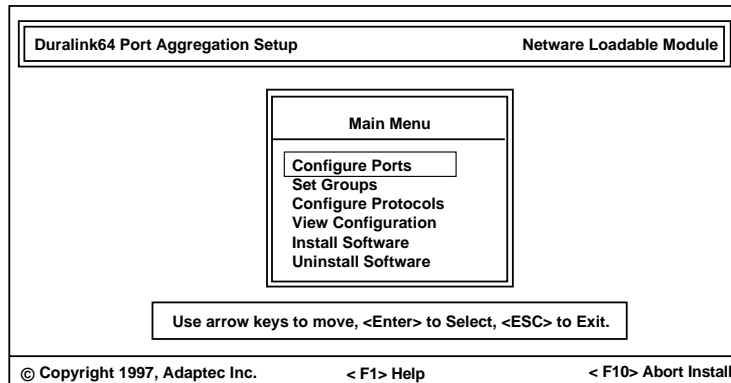 Duralink64 Port Aggregation Setup Netware Loadable Module
Main Menu
Configure Ports
Set Groups
Configure Protocols
View Configuration
Install Software
Uninstall Software
Use arrow keys to move, <Enter> to Select, <ESC> to Exit.
© Copyright 1997, Adaptec Inc. < F1> Help < F10> Abort Install